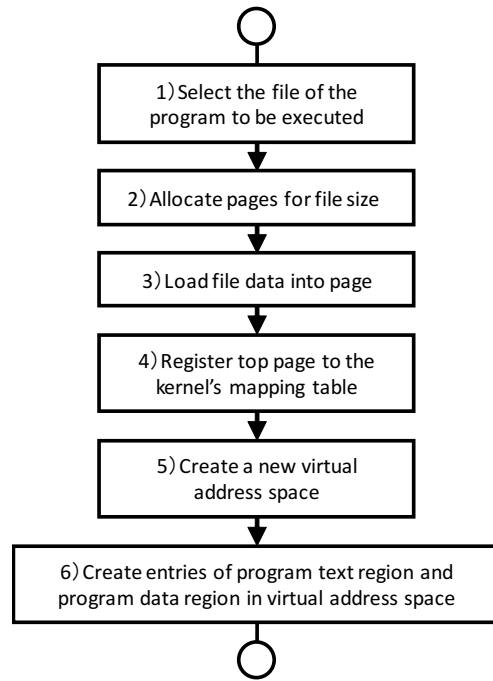 1）Select the file of the
program to be executed
2）Allocate pages for file size
3）Load file data into page
4）Register top page to the
kernel’s mapping table
5）Create a new virtual
address space
6）Create entries of program text region and
program data region in virtual address space